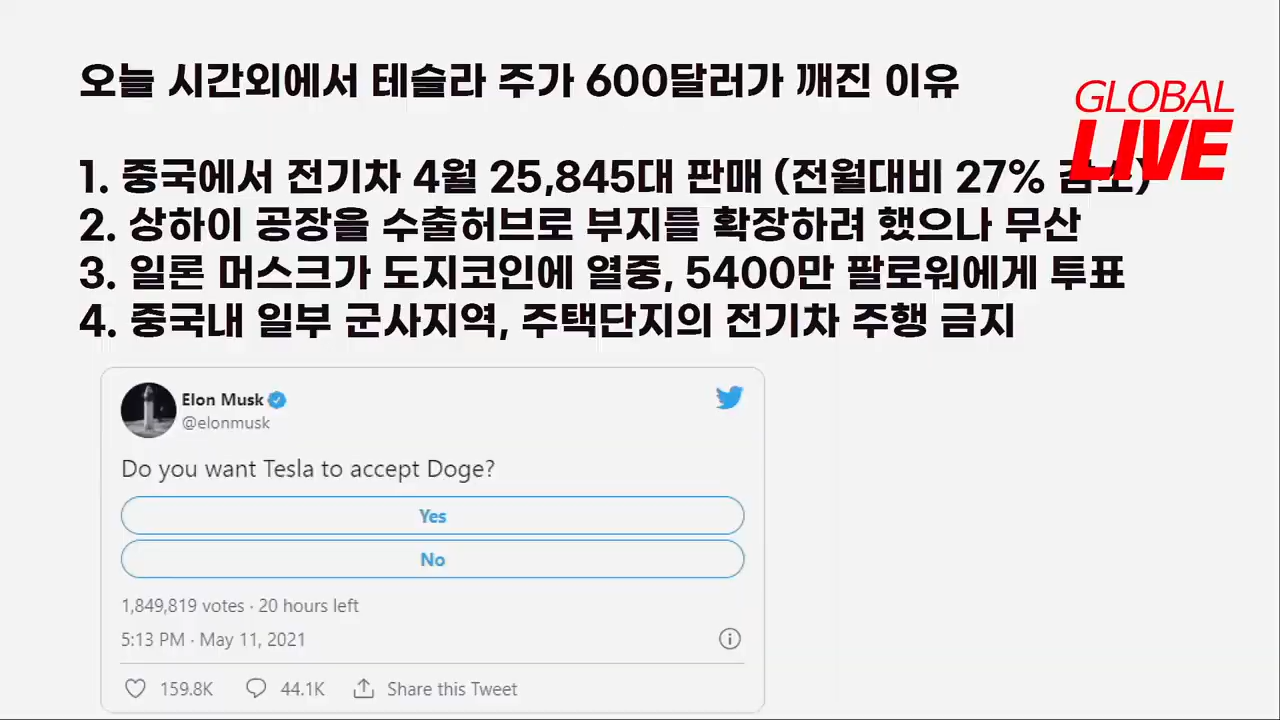 오늘 시간외에서 테슬라 주가 600달러가 깨진 이유
GLOBAL
LIVE
1. 중국에서 전기차 4월 25,845대 판매 (전월대비 27% 감소)
2. 상하이 공장을 수출허브로 부지를 확장하려 했으나 무산
3. 일론 머스크가 도지코인에 열중, 5400만 팔로워에게 투표
4. 중국내 일부 군사지역, 주택단지의 전기차 주행 금지
Elon Musk
@elonmusk
Do you want Tesla to accept Doge?
Yes
No
1,849,819 votes · 20 hours left
5:13 PM · May 11, 2021
159.8K 44.1K Share this Tweet